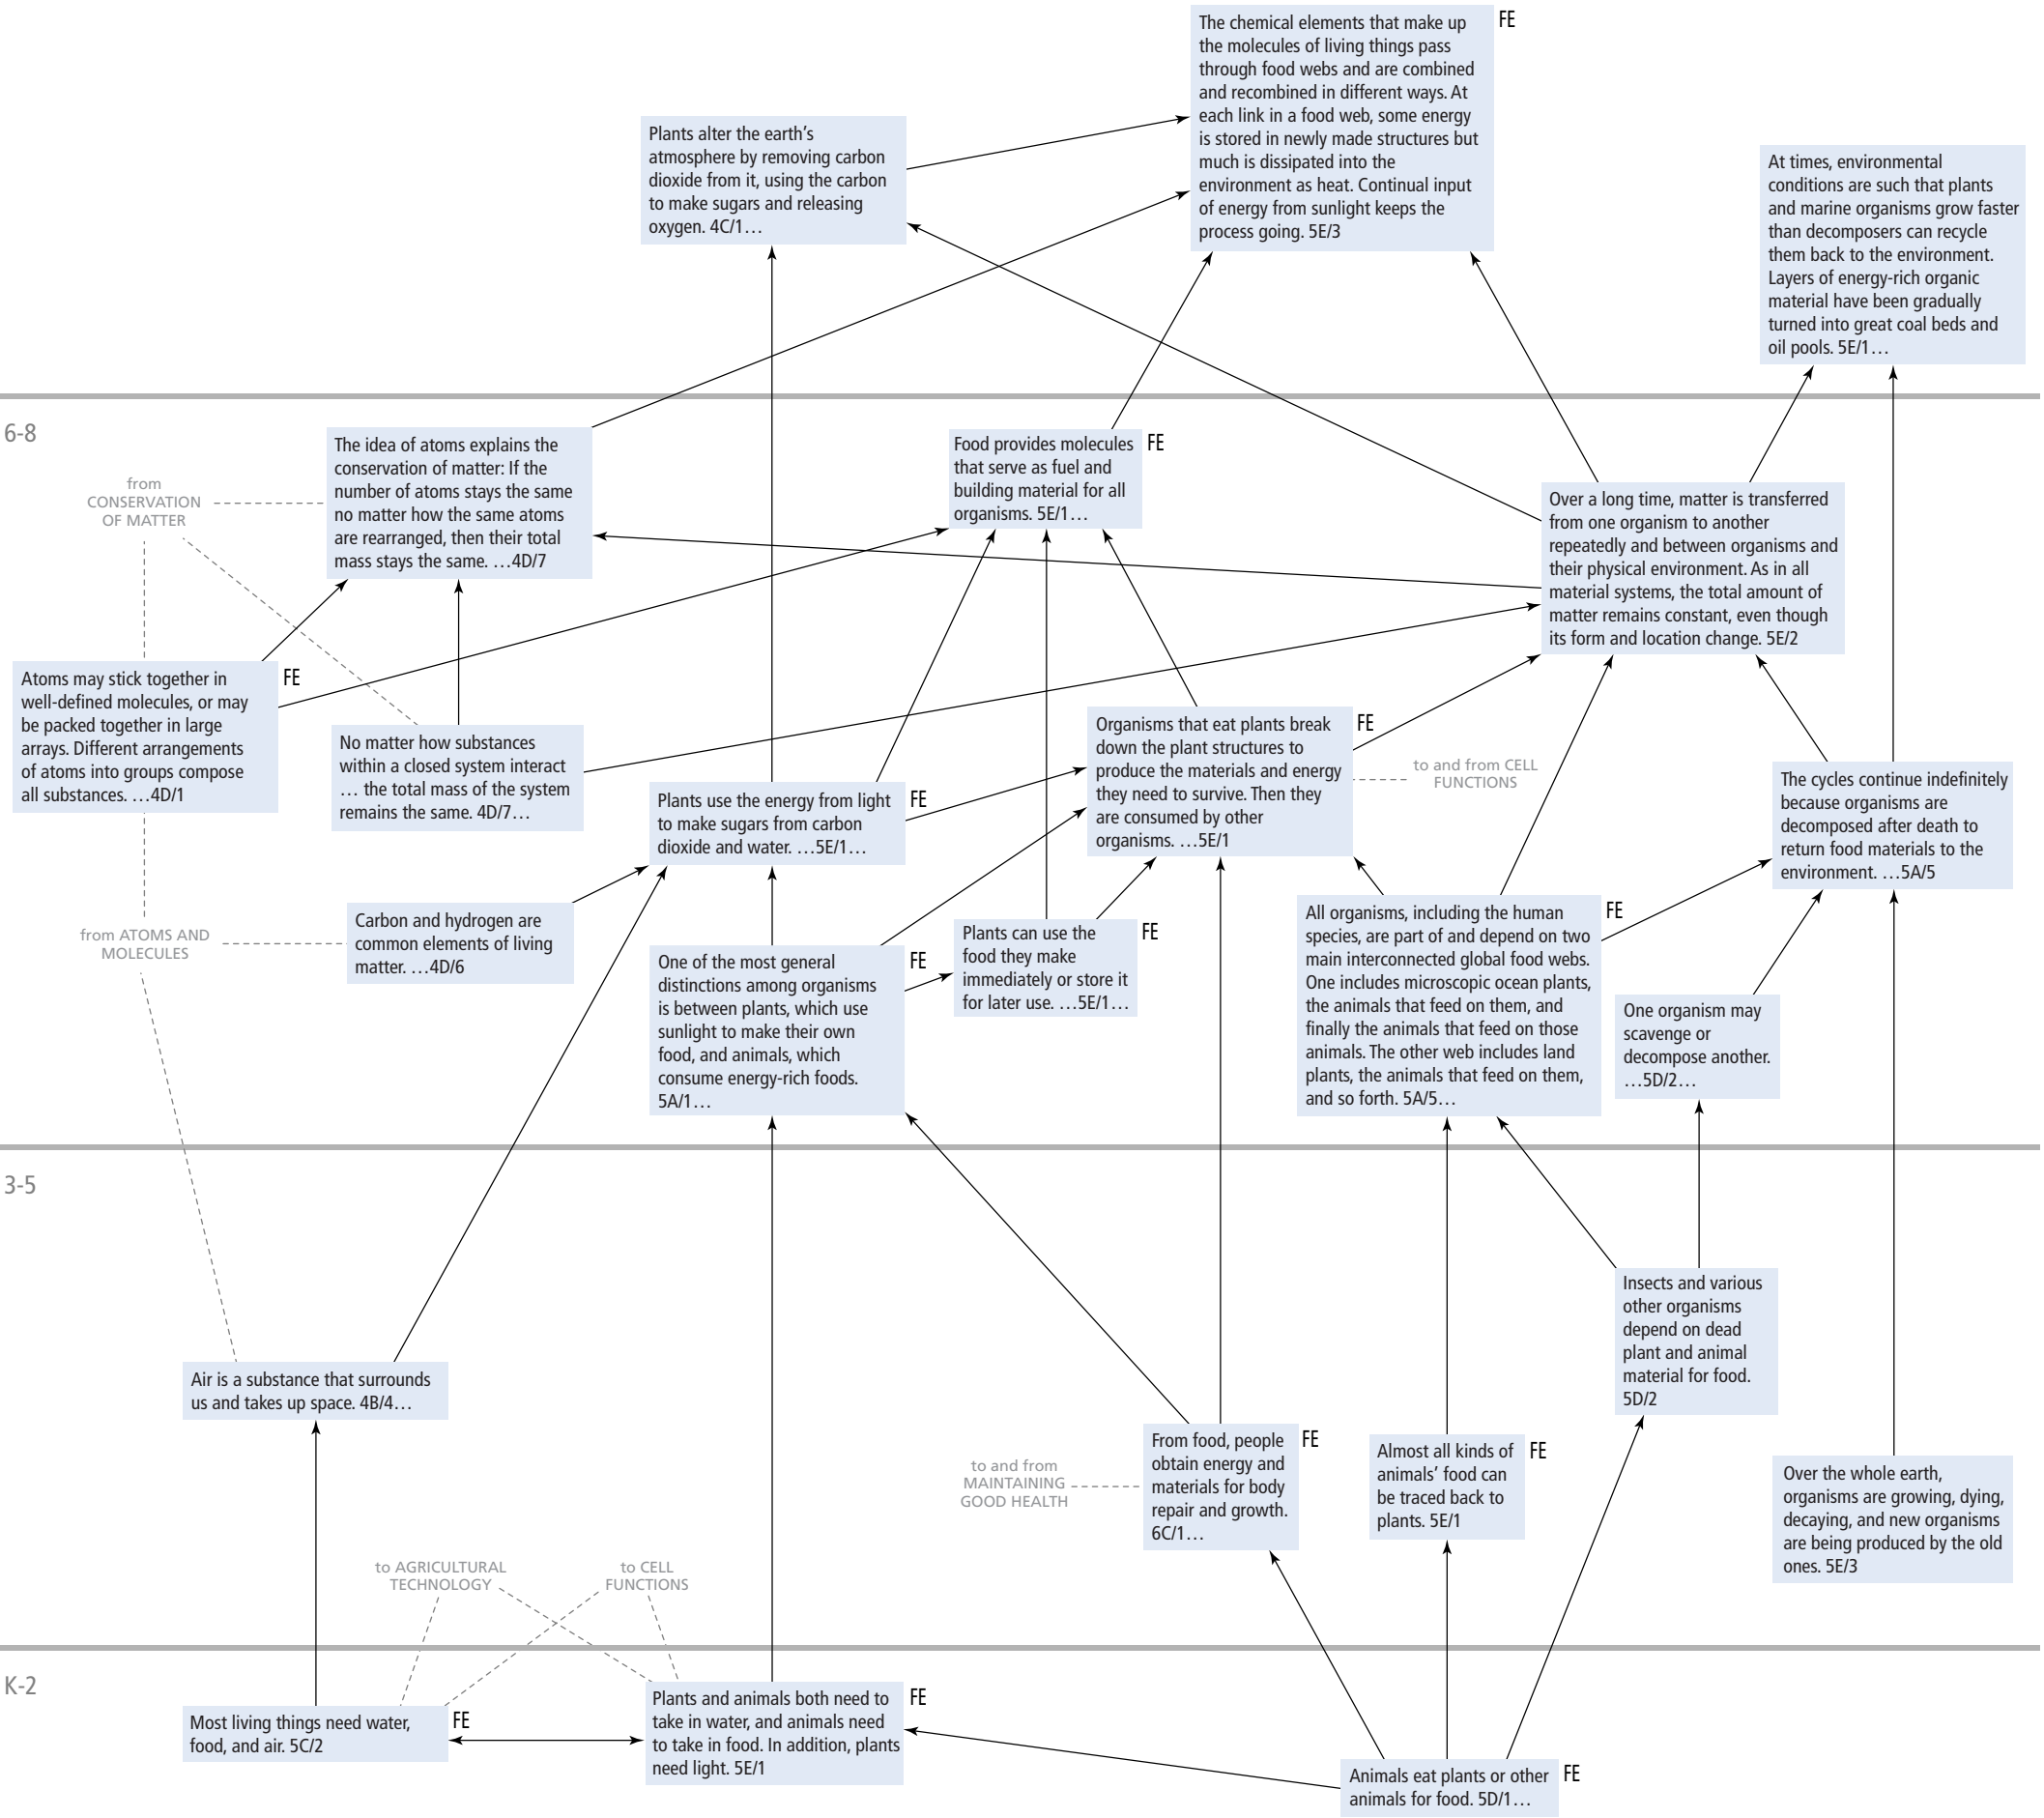 The chemical elements that make up
the molecules of living things pass
through food webs and are combined
and recombined in different ways. At
each link in a food web, some energy
is stored in newly made structures but
much is dissipated into the
environment as heat. Continual input
of energy from sunlight keeps the
process going. 5E/3
FE
Plants alter the earth's
atmosphere by removing carbon
dioxide from it, using the carbon
to make sugars and releasing
oxygen. 4C/1…
At times, environmental
conditions are such that plants
and marine organisms grow faster
than decomposers can recycle
them back to the environment.
Layers of energy-rich organic
material have been gradually
turned into great coal beds and
oil pools. 5E/1…
6-8
The idea of atoms explains the
conservation of matter: If the
number of atoms stays the same
no matter how the same atoms
are rearranged, then their total
mass stays the same. …4D/7
from
CONSERVATION
OF MATTER
Food provides molecules
that serve as fuel and
building material for all
organisms. 5E/1…
FE
Over a long time, matter is transferred
from one organism to another
repeatedly and between organisms and
their physical environment. As in all
material systems, the total amount of
matter remains constant, even though
its form and location change. 5E/2
Atoms may stick together in
well-defined molecules, or may
be packed together in large
arrays. Different arrangements
of atoms into groups compose
all substances. …4D/1
FE
No matter how substances
within a closed system interact
… the total mass of the system
remains the same. 4D/7…
Organisms that eat plants break
down the plant structures to
produce the materials and energy
they need to survive. Then they
are consumed by other
organisms. …5E/1
FE
to and from CELL
FUNCTIONS
The cycles continue indefinitely
because organisms are
decomposed after death to
return food materials to the
environment. …5A/5
Plants use the energy from light
to make sugars from carbon
dioxide and water. …5E/1…
FE
Carbon and hydrogen are
common elements of living
matter. …4D/6
from ATOMS AND
MOLECULES
One of the most general
distinctions among organisms
is between plants, which use
sunlight to make their own
food, and animals, which
consume energy-rich foods.
5A/1…
FE
Plants can use the
food they make
immediately or store it
for later use. …5E/1…
FE
All organisms, including the human
species, are part of and depend on two
main interconnected global food webs.
One includes microscopic ocean plants,
the animals that feed on them, and
finally the animals that feed on those
animals. The other web includes land
plants, the animals that feed on them,
and so forth. 5A/5…
FE
One organism may
scavenge or
decompose another.
…5D/2…
3-5
Insects and various
other organisms
depend on dead
plant and animal
material for food.
5D/2
Air is a substance that surrounds
us and takes up space. 4B/4…
From food, people
obtain energy and
materials for body
repair and growth.
6C/1…
FE
to and from
MAINTAINING
GOOD HEALTH
Almost all kinds of
animals' food can
be traced back to
plants. 5E/1
FE
Over the whole earth,
organisms are growing, dying,
decaying, and new organisms
are being produced by the old
ones. 5E/3
to AGRICULTURAL
TECHNOLOGY
to CELL
FUNCTIONS
K-2
Most living things need water,
food, and air. 5C/2
FE
Plants and animals both need to
take in water, and animals need
to take in food. In addition, plants
need light. 5E/1
FE
Animals eat plants or other
animals for food. 5D/1…
FE